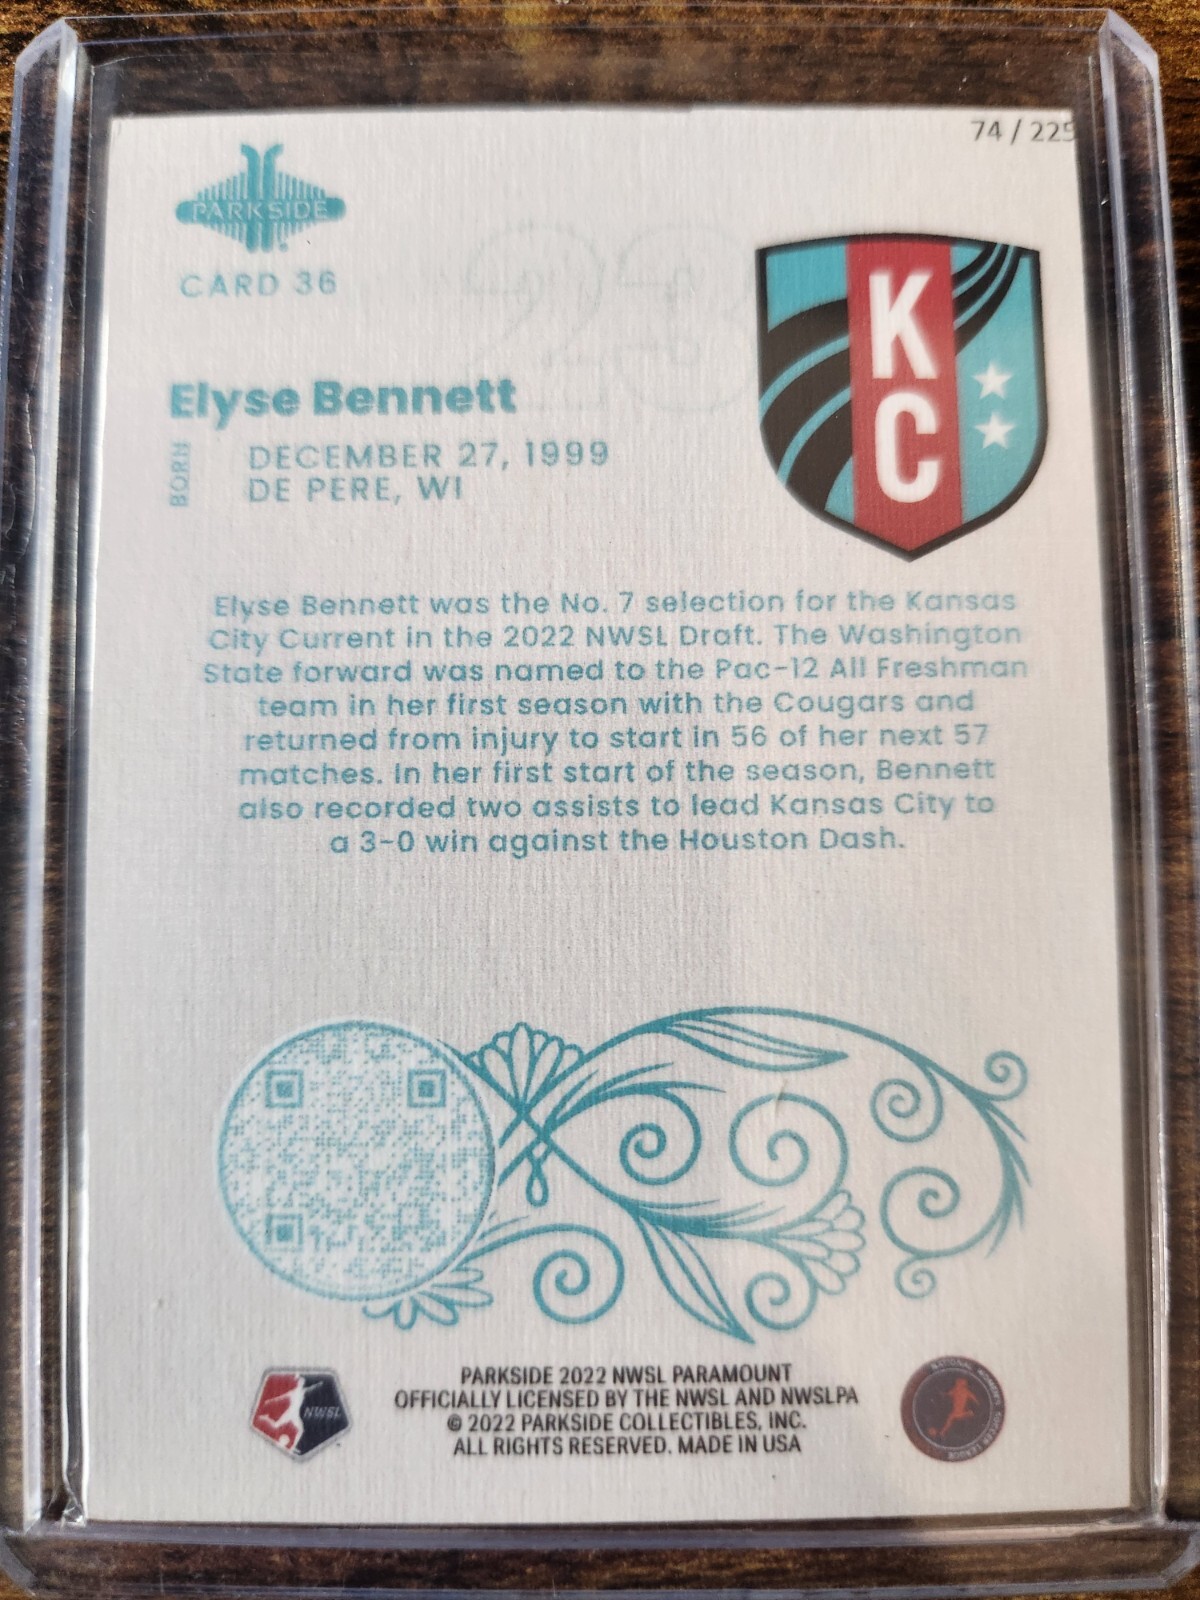 74 / 225
PARKSIDE
CARD 36
23
KC
Elyse Bennett
BORN
DECEMBER 27, 1999
DE PERE, WI
Elyse Bennett was the No. 7 selection for the Kansas
City Current in the 2022 NWSL Draft. The Washington
State forward was named to the Pac-12 All Freshman
team in her first season with the Cougars and
returned from injury to start in 56 of her next 57
matches. In her first start of the season, Bennett
also recorded two assists to lead Kansas City to
a 3-0 win against the Houston Dash.
NWSL
PARKSIDE 2022 NWSL PARAMOUNT
OFFICIALLY LICENSED BY THE NWSL AND NWSLPA
© 2022 PARKSIDE COLLECTIBLES, INC.
ALL RIGHTS RESERVED. MADE IN USA